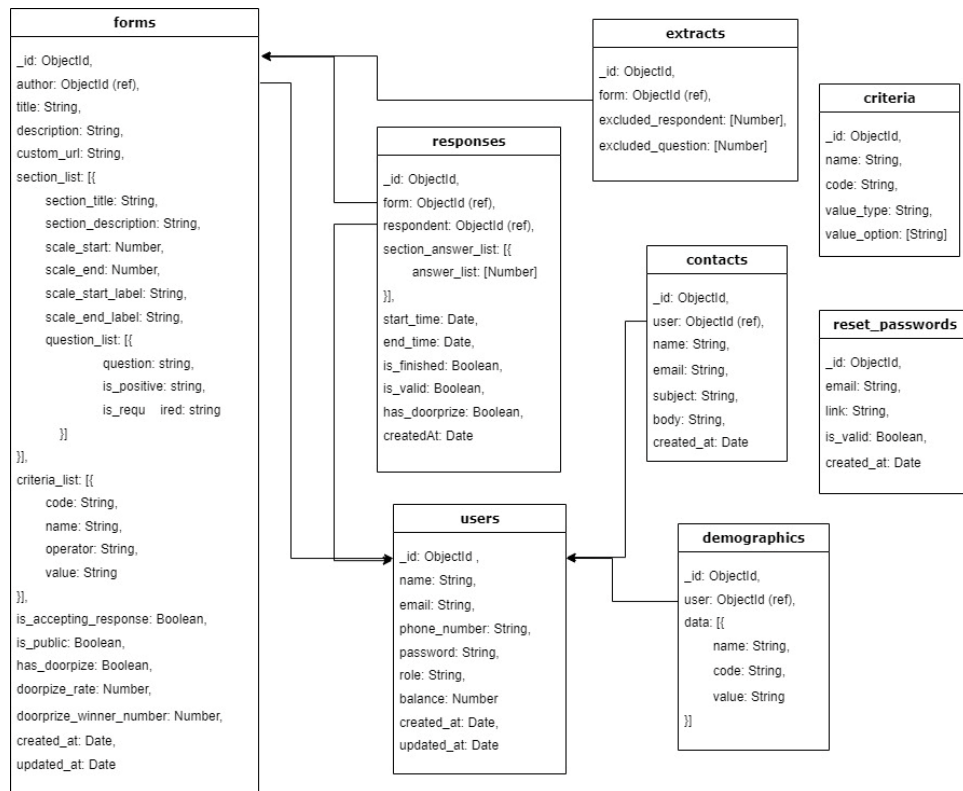 forms
_id: ObjectId,
author: ObjectId (ref),
title: String,
description: String,
custom_url: String,
section_list: [{
section_title: String,
section_description: String,
scale_start: Number,
scale_end: Number,
scale_start_label: String,
scale_end_label: String,
question_list: [{
question: string,
is_positive: string,
is_requ ired: string
}]
}],
criteria_list: [{
code: String,
name: String,
operator: String,
value: String
}],
is_accepting_response: Boolean,
is_public: Boolean,
has_doorpize: Boolean,
doorpize_rate: Number,
doorprize_winner_number: Number,
created_at: Date,
updated_at: Date
responses
_id: ObjectId,
form: ObjectId (ref),
respondent: ObjectId (ref),
section_answer_list: [{
answer_list: [Number]
}],
start_time: Date,
end_time: Date,
is_finished: Boolean,
is_valid: Boolean,
has_doorprize: Boolean,
createdAt: Date
users
_id: ObjectId ,
name: String,
email: String,
phone_number: String,
password: String,
role: String,
balance: Number
created_at: Date,
updated_at: Date
extracts
_id: ObjectId,
form: ObjectId (ref),
excluded_respondent: [Number],
excluded_question: [Number]
contacts
_id: ObjectId,
user: ObjectId (ref),
name: String,
email: String,
subject: String,
body: String,
created_at: Date
demographics
_id: ObjectId,
user: ObjectId (ref),
data: [{
name: String,
code: String,
value: String
}]
criteria
_id: ObjectId,
name: String,
code: String,
value_type: String,
value_option: [String]
reset_passwords
_id: ObjectId,
email: String,
link: String,
is_valid: Boolean,
created_at: Date